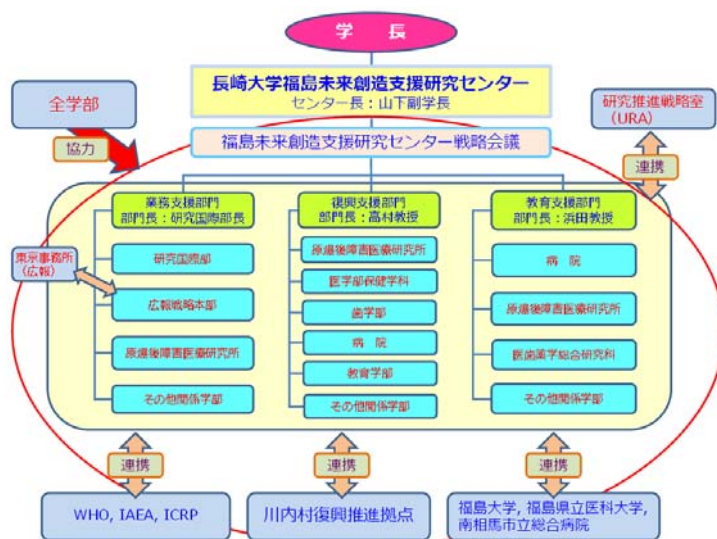 学　長
長崎大学福島未来創造支援研究センター
センター長：山下副学長
全学部
研究推進戦略室
(URA)
福島未来創造支援研究センター戦略会議
協力
連携
業務支援部門
部門長：研究国際部長
復興支援部門
部門長：高村教授
教育支援部門
部門長：浜田教授
東京事務所
（広報）
研究国際部
広報戦略本部
原爆後障害医療研究所
その他関係学部
原爆後障害医療研究所
医学部保健学科
歯学部
病　院
教育学部
その他関係学部
病　院
原爆後障害医療研究所
医歯薬学総合研究科
その他関係学部
連携
連携
連携
WHO, IAEA, ICRP
川内村復興推進拠点
福島大学, 福島県立医科大学,
南相馬市立総合病院